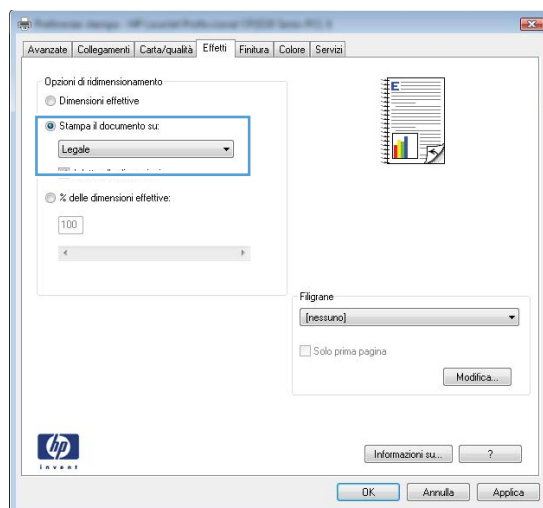 Avanzate Collegamenti Carta/qualità Effetti Finitura Colore Servizi
Opzioni di ridimensionamento
Dimensioni effettive
Stampa il documento su:
Legale
% delle dimensioni effettive:
100
E
Filigrane
[nessuno]
Solo prima pagina
Modifica...
hp
invent
Informazioni su... ?
OK Annulla Applica